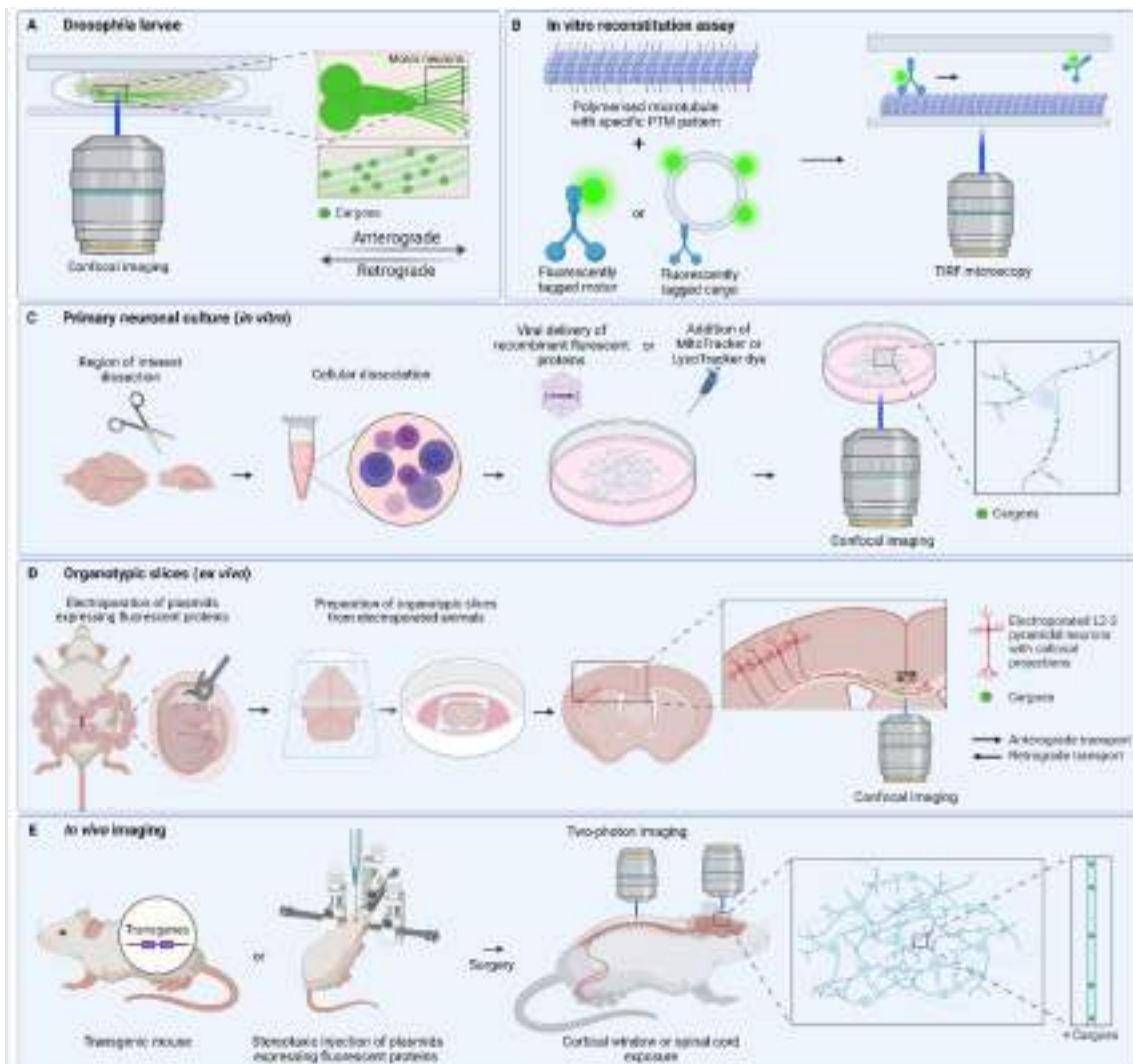 A Drosophila larvae
Motor neurons
Cargoes
Anterograde
Retrograde
Confocal imaging
B In vitro reconstitution assay
Polymerised microtubule
with specific PTM pattern
+
or
Fluorescently
tagged motor
Fluorescently
tagged cargo
TIRF microscopy
C Primary neuronal culture (in vitro)
Region of interest
dissection
Cellular dissociation
Viral delivery of
recombinant flurescent
proteins
or
Addition of
MitoTracker or
LysoTracker dye
Confocal imaging
Cargoes
D Organotypic slices (ex vivo)
Electroporation of plasmids
expressing fluorescent proteins
Preparation of organotypic slices
from electroporated animals
Electroporated L2-3
pyramidal neurons
with callosal
projections
Cargoes
Anterograde transport
Retrograde transport
Confocal imaging
E In vivo imaging
Transgenes
Transgenic mouse
or
Stereotaxic injection of plasmids
expressing fluorescent proteins
Surgery
Two-photon imaging
Cortical window or spinal cord
exposure
Cargoes